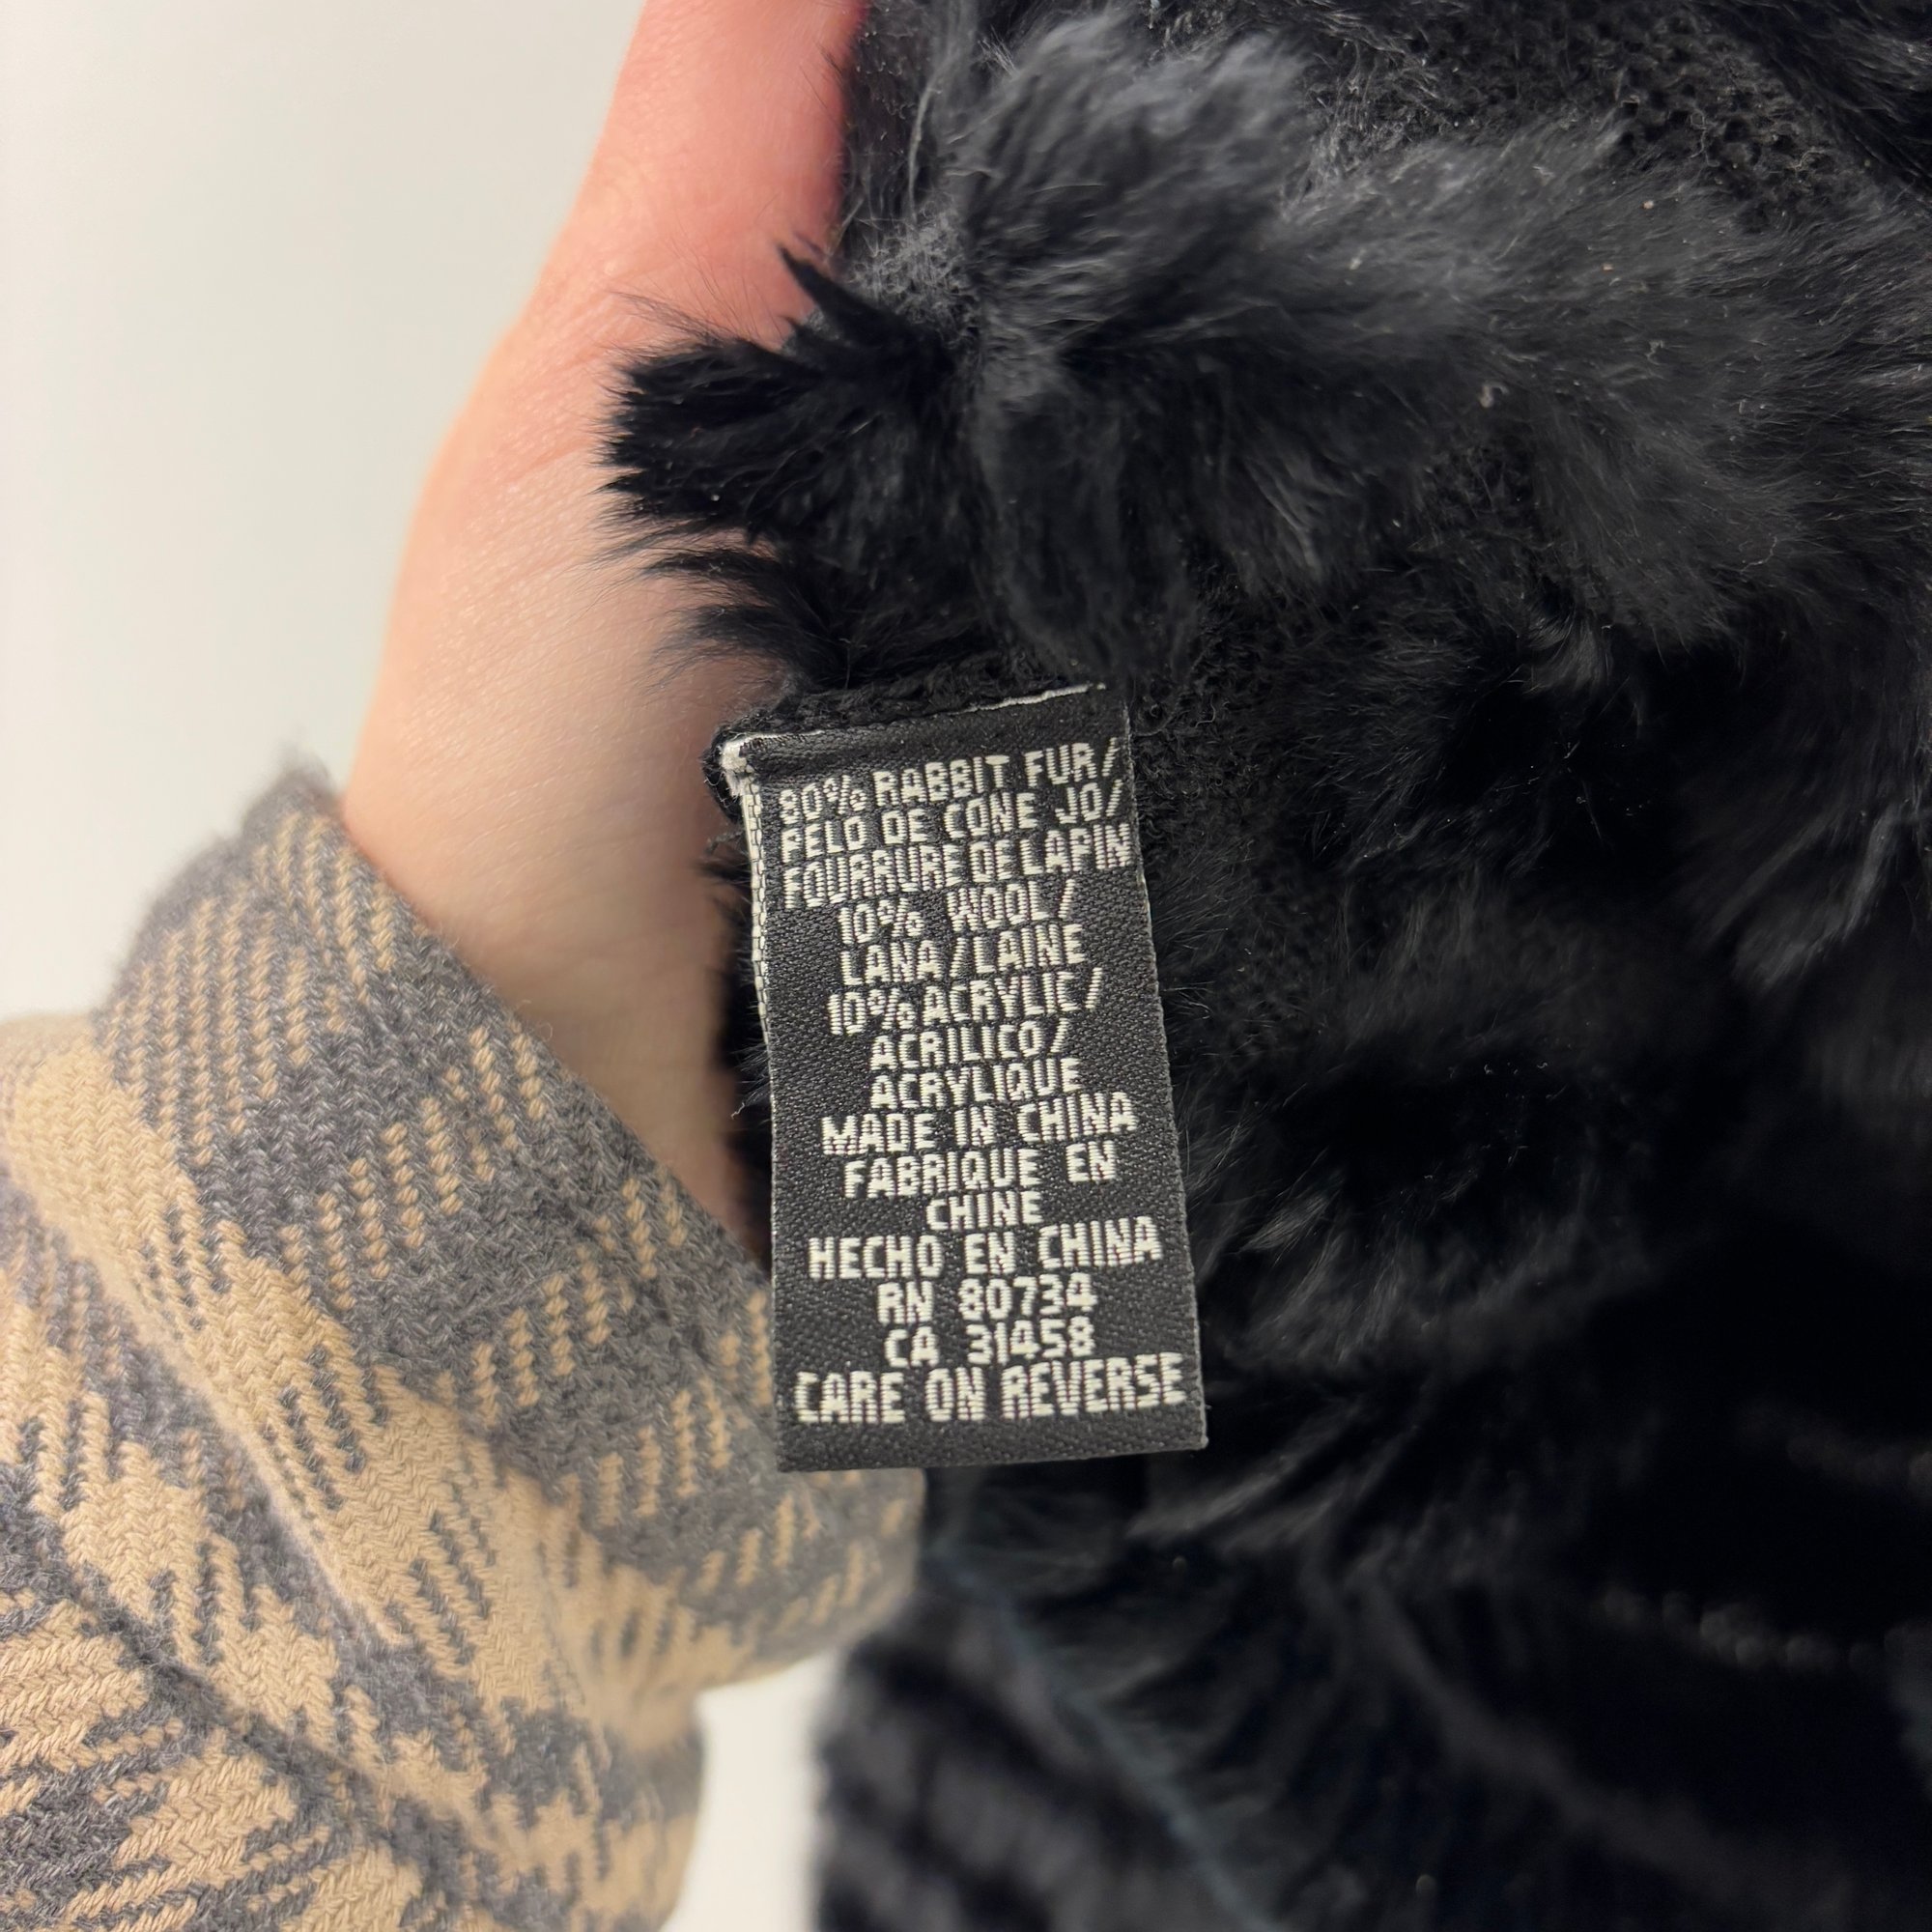 80% RABBIT FUR/
PELO DE CONE JO/
FOURRURE DE LAPIN
10% WOOL/
LANA/LAINE
10% ACRYLIC/
ACRILICO/
ACRYLIQUE
MADE IN CHINA
FABRIQUE EN
CHINE
HECHO EN CHINA
RN 80734
CA 31458
CARE ON REVERSE